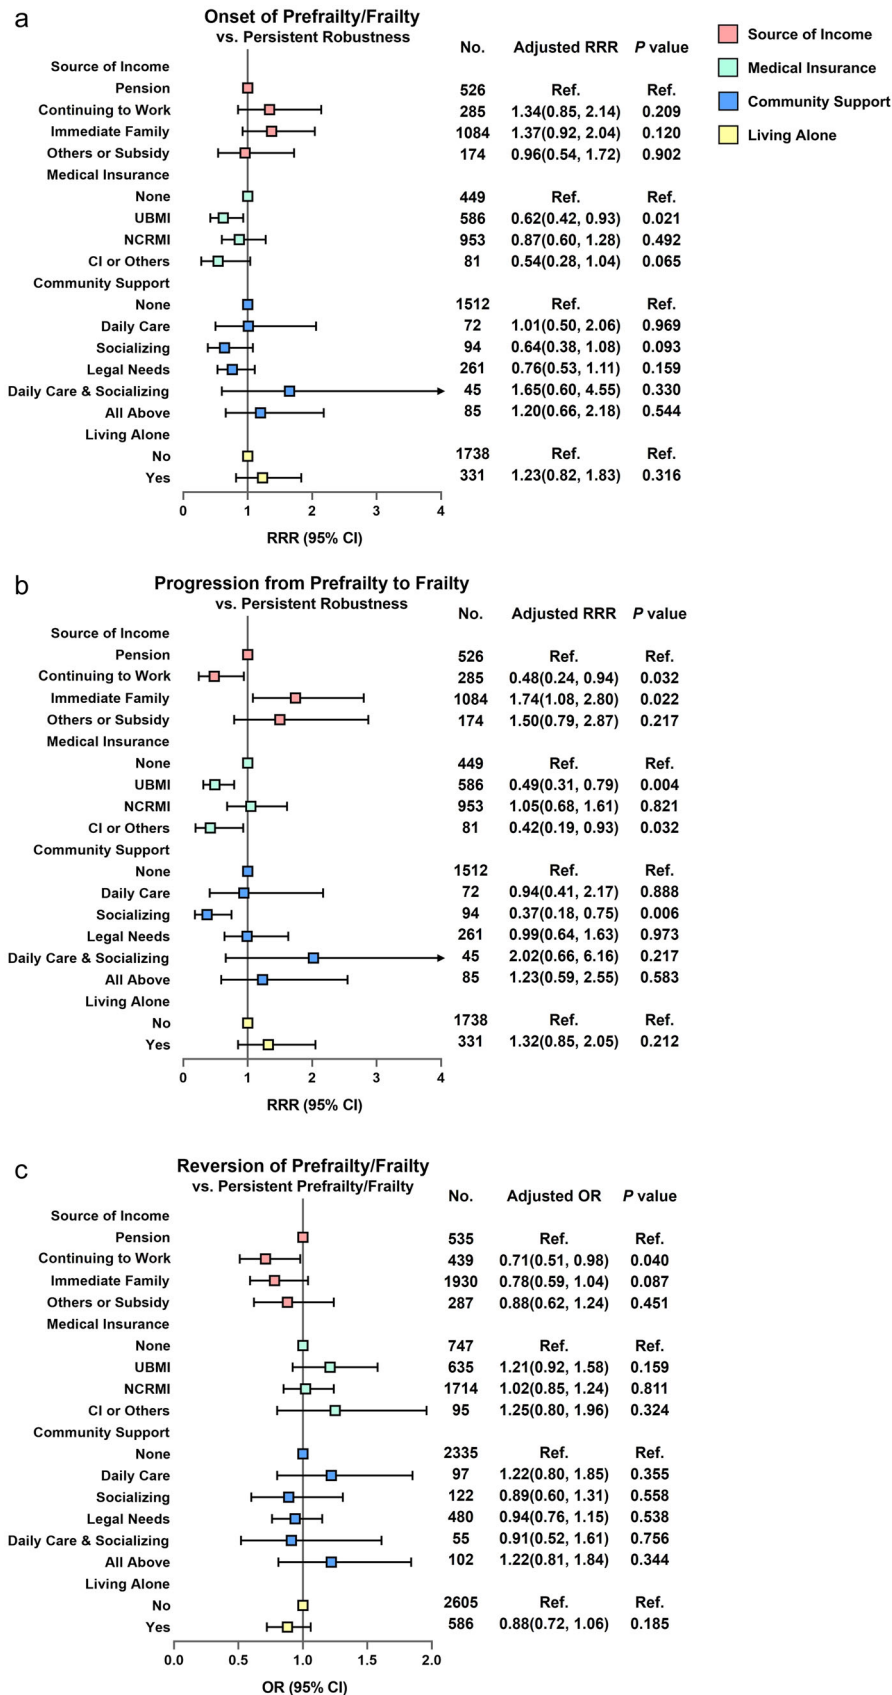 a
Onset of Prefrailty/Frailty
vs. Persistent Robustness
No. Adjusted RRR P value
Source of Income
Medical Insurance
Community Support
Living Alone
Source of Income
Pension 526 Ref. Ref.
Continuing to Work 285 1.34(0.85, 2.14) 0.209
Immediate Family 1084 1.37(0.92, 2.04) 0.120
Others or Subsidy 174 0.96(0.54, 1.72) 0.902
Medical Insurance
None 449 Ref. Ref.
UBMI 586 0.62(0.42, 0.93) 0.021
NCRMI 953 0.87(0.60, 1.28) 0.492
CI or Others 81 0.54(0.28, 1.04) 0.065
Community Support
None 1512 Ref. Ref.
Daily Care 72 1.01(0.50, 2.06) 0.969
Socializing 94 0.64(0.38, 1.08) 0.093
Legal Needs 261 0.76(0.53, 1.11) 0.159
Daily Care & Socializing 45 1.65(0.60, 4.55) 0.330
All Above 85 1.20(0.66, 2.18) 0.544
Living Alone
No 1738 Ref. Ref.
Yes 331 1.23(0.82, 1.83) 0.316
0 1 2 3 4
RRR (95% CI)
b
Progression from Prefrailty to Frailty
vs. Persistent Robustness
No. Adjusted RRR P value
Source of Income
Pension 526 Ref. Ref.
Continuing to Work 285 0.48(0.24, 0.94) 0.032
Immediate Family 1084 1.74(1.08, 2.80) 0.022
Others or Subsidy 174 1.50(0.79, 2.87) 0.217
Medical Insurance
None 449 Ref. Ref.
UBMI 586 0.49(0.31, 0.79) 0.004
NCRMI 953 1.05(0.68, 1.61) 0.821
CI or Others 81 0.42(0.19, 0.93) 0.032
Community Support
None 1512 Ref. Ref.
Daily Care 72 0.94(0.41, 2.17) 0.888
Socializing 94 0.37(0.18, 0.75) 0.006
Legal Needs 261 0.99(0.64, 1.63) 0.973
Daily Care & Socializing 45 2.02(0.66, 6.16) 0.217
All Above 85 1.23(0.59, 2.55) 0.583
Living Alone
No 1738 Ref. Ref.
Yes 331 1.32(0.85, 2.05) 0.212
0 1 2 3 4
RRR (95% CI)
c
Reversion of Prefrailty/Frailty
vs. Persistent Prefrailty/Frailty
No. Adjusted OR P value
Source of Income
Pension 535 Ref. Ref.
Continuing to Work 439 0.71(0.51, 0.98) 0.040
Immediate Family 1930 0.78(0.59, 1.04) 0.087
Others or Subsidy 287 0.88(0.62, 1.24) 0.451
Medical Insurance
None 747 Ref. Ref.
UBMI 635 1.21(0.92, 1.58) 0.159
NCRMI 1714 1.02(0.85, 1.24) 0.811
CI or Others 95 1.25(0.80, 1.96) 0.324
Community Support
None 2335 Ref. Ref.
Daily Care 97 1.22(0.80, 1.85) 0.355
Socializing 122 0.89(0.60, 1.31) 0.558
Legal Needs 480 0.94(0.76, 1.15) 0.538
Daily Care & Socializing 55 0.91(0.52, 1.61) 0.756
All Above 102 1.22(0.81, 1.84) 0.344
Living Alone
No 2605 Ref. Ref.
Yes 586 0.88(0.72, 1.06) 0.185
0.0 0.5 1.0 1.5 2.0
OR (95% CI)